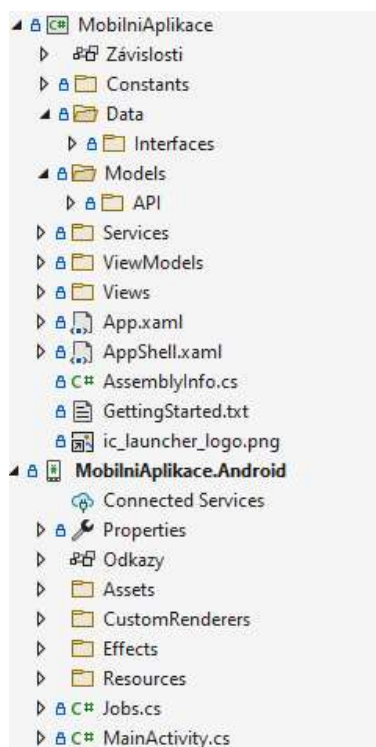 C# MobilniAplikace
Závislosti
Constants
Data
Interfaces
Models
API
Services
ViewModels
Views
App.xaml
AppShell.xaml
C# AssemblyInfo.cs
GettingStarted.txt
ic_launcher_logo.png
MobilniAplikace.Android
Connected Services
Properties
Odkazy
Assets
CustomRenderers
Effects
Resources
C# Jobs.cs
C# MainActivity.cs